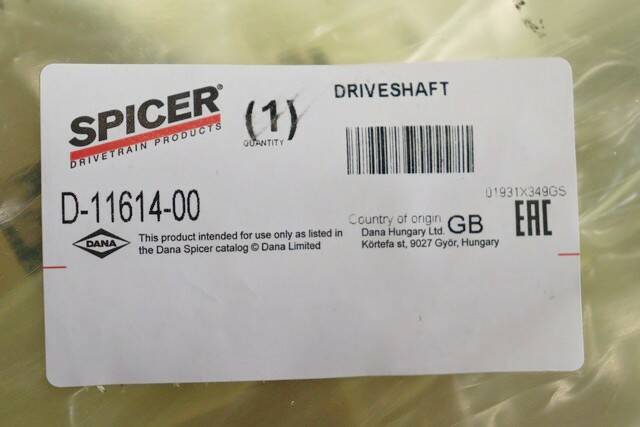 SPICER®
DRIVETRAIN PRODUCTS
(1)
QUANTITY
DRIVESHAFT
D-11614-00
01931X349GS
DANA
This product intended for use only as listed in
the Dana Spicer catalog © Dana Limited
Country of origin GB
Dana Hungary Ltd.
Körtefa st, 9027 Györ, Hungary
EAC